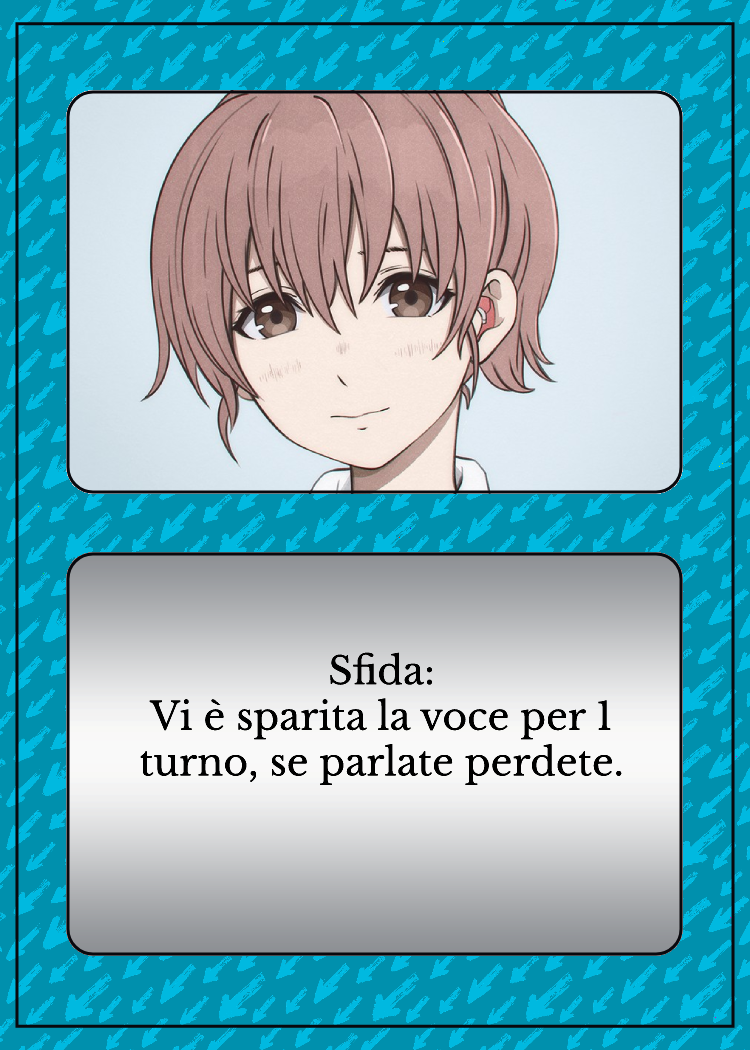 Sfida:
Vi è sparita la voce per 1
turno, se parlate perdete.